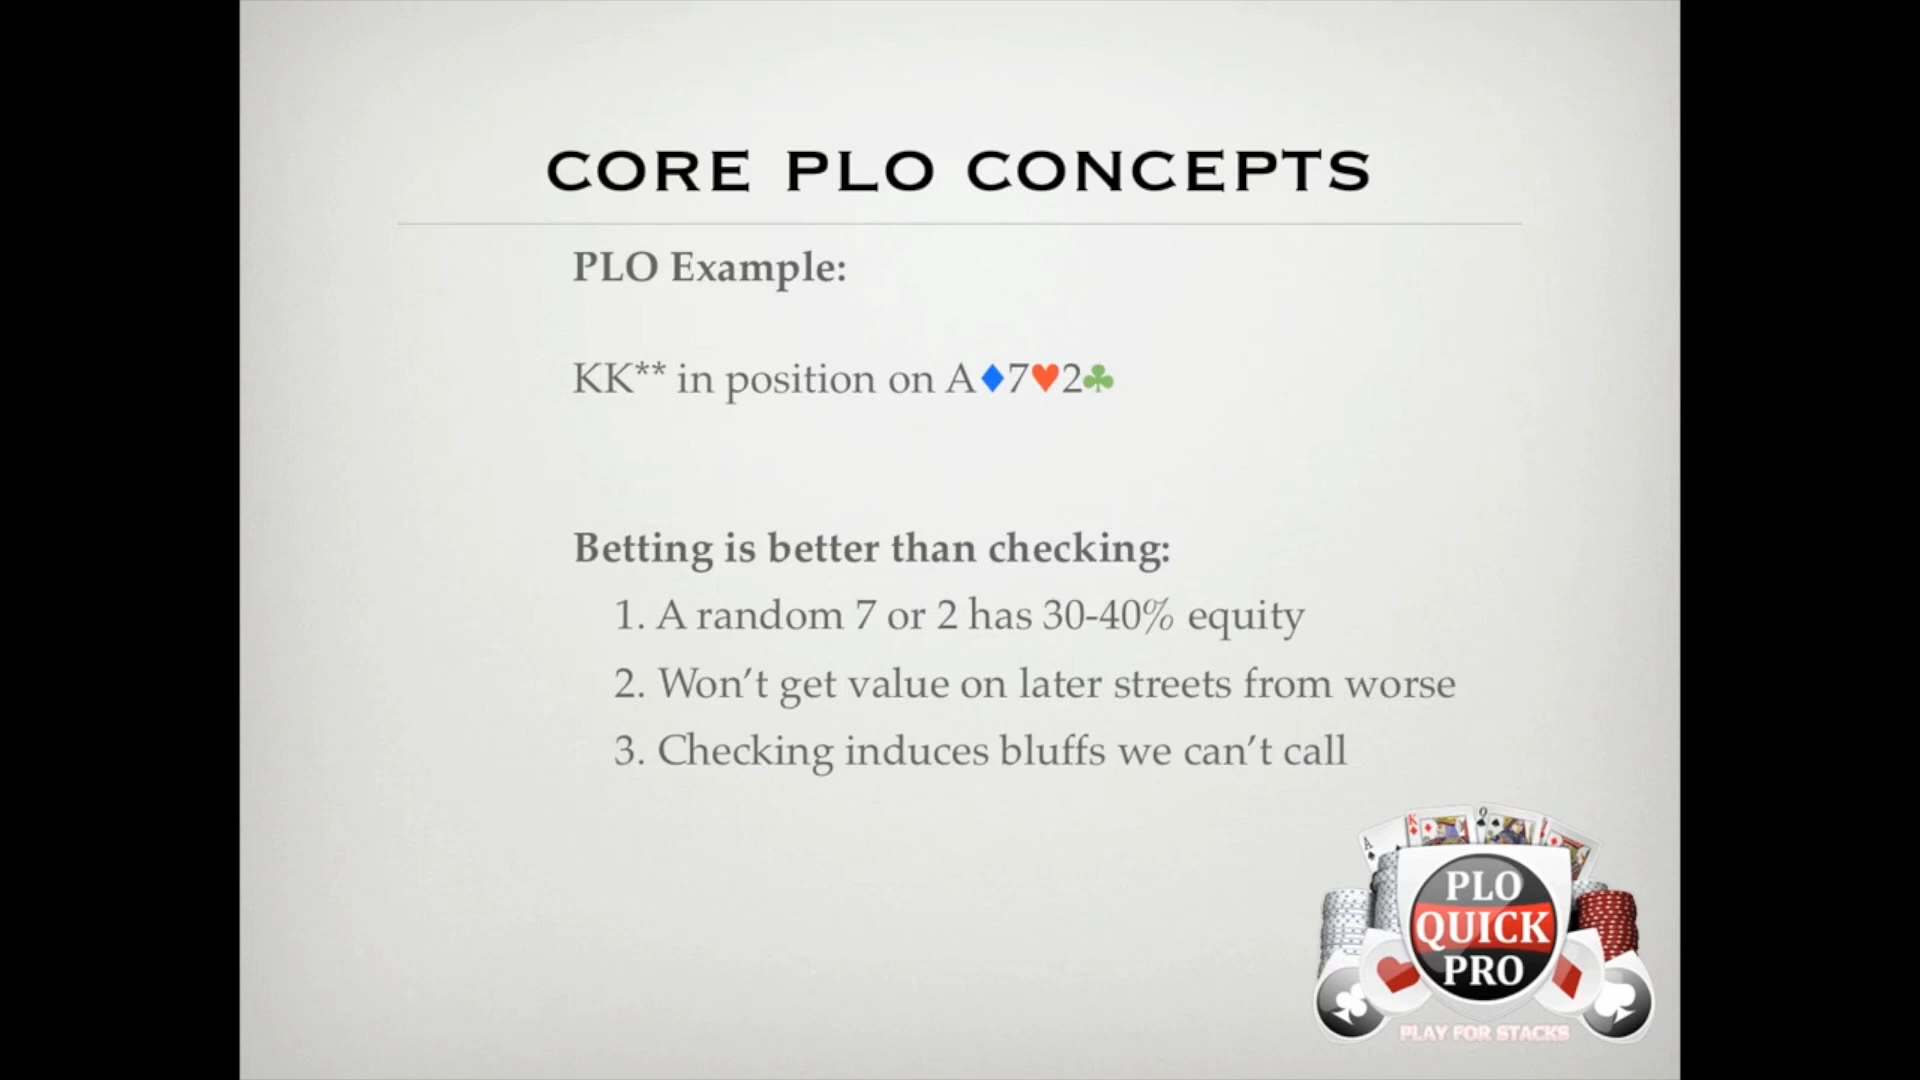 CORE PLO CONCEPTS
PLO Example:
KK** in position on A♦7♥2♣
Betting is better than checking:
1. A random 7 or 2 has 30-40% equity
2. Won’t get value on later streets from worse
3. Checking induces bluffs we can’t call
A K Q
PLO
QUICK
PRO
PLAY FOR STACKS